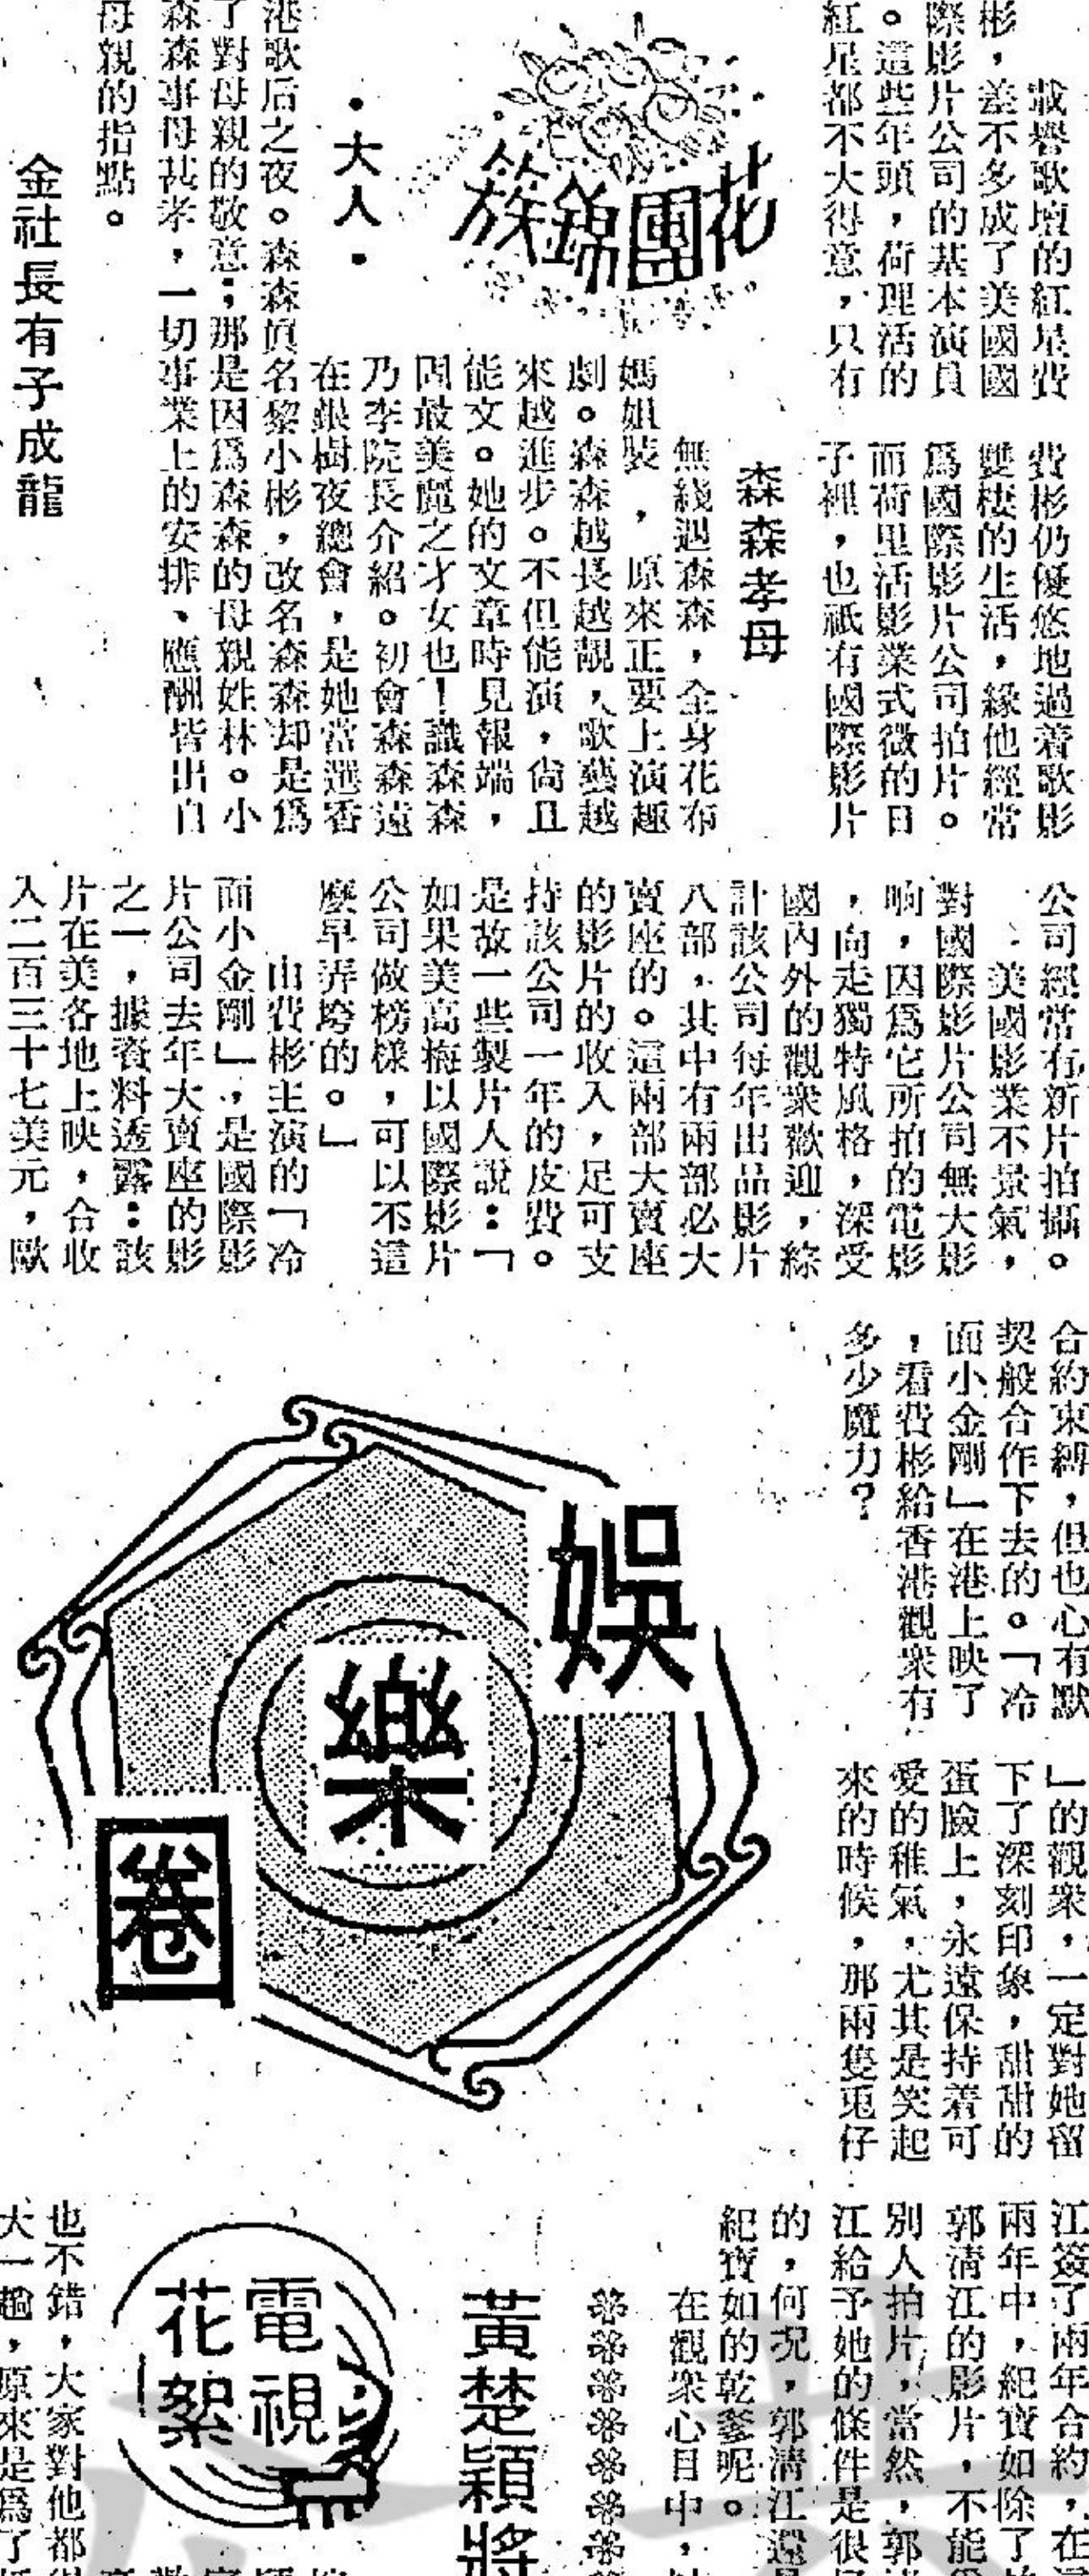 載譽歌壇的紅星費
彬，差不多成了美國國
際影片公司的基本演員
。這些年頭，荷理活的
紅星都不大得意，只有
費彬仍優悠地過着歌影
雙棲的生活，緣他經常
爲國際影片公司拍片。
而荷里活影業式微的日
子裡，也祇有國際影片
公司經常有新片拍攝。
美國影業不景氣，
對國際影片公司無大影
响，因爲它所拍的電影
，向走獨特風格，深受
國內外的觀衆歡迎，綜
計該公司每年出品影片
八部，其中有兩部必大
賣座的。這兩部大賣座
的影片的收入，足可支
持該公司一年的皮費。
是故一些製片人說：「
如果美高梅以國際影片
公司做榜樣，可以不這
麼早弄垮的。」
由費彬主演的「冷
面小金剛」，是國際影
片公司去年大賣座的影
之一，據資料透露：該
片在美各地上映，合收
入二百三十七美元，歐
合約束縛，但也心有默
契般合作下去的。「冷
面小金剛」在港上映了
，看費彬給香港觀衆有
多少魔力？
花團錦簇
·大人·
森森孝母
無綫遇森森，全身花布
媽姐裝，原來正要上演趣
劇。森森越長越靚，歌藝越
來越進步。不但能演，尙且
能文。她的文章時見報端，
圈最美麗之才女也！識森森
乃李院長介紹。初會森森遠
在銀樹夜總會，是她當選香
港歌后之夜。森森眞名黎小彬，改名森森却是爲
了對母親的敬意；那是因爲森森的母親姓林。小
森森事母甚孝，一切事業上的安排、應酬皆出自
母親的指點。
金社長有子成龍
娛樂圈
」的觀衆，一定對她留
下了深刻印象，甜甜的
蛋臉上，永遠保持着可
愛的稚氣，尤其是笑起
來的時候，那兩隻兎仔
江簽了兩年合約，在
兩年中，紀寶如除了
郭清江的影片，不能
別人拍片，當然，郭
江給予她的條件是很
的，何況，郭清江還
紀寶如的乾爹呢。
在觀衆心目中，
黃楚穎將
電視花絮
也不錯，大家對他都
大一趟，原來是爲了